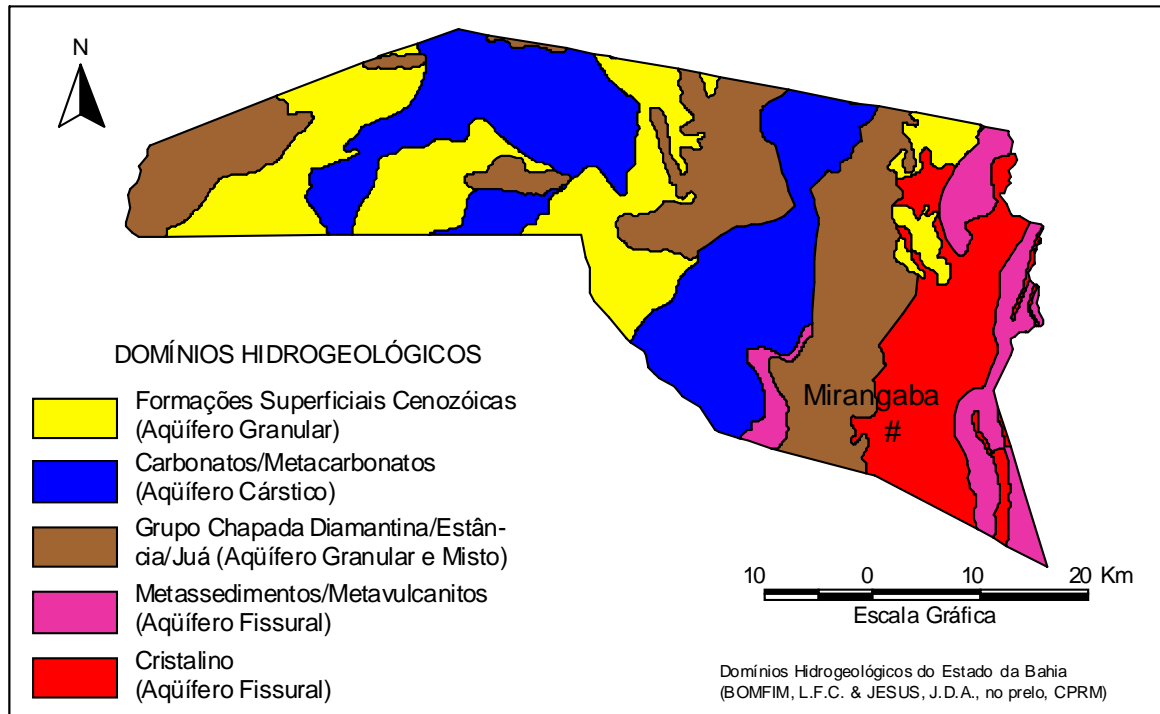 N
DOMÍNIOS HIDROGEOLÓGICOS
Formações Superficiais Cenozóicas
(Aqüífero Granular)
Carbonatos/Metacarbonatos
(Aqüífero Cárstico)
Grupo Chapada Diamantina/Estân-
cia/Juá (Aqüífero Granular e Misto)
Metassedimentos/Metavulcanitos
(Aqüífero Fissural)
Cristalino
(Aqüífero Fissural)
Mirangaba
#
10 0 10 20 Km
Escala Gráfica
Domínios Hidrogeológicos do Estado da Bahia
(BOMFIM, L.F.C. & JESUS, J.D.A., no prelo, CPRM)